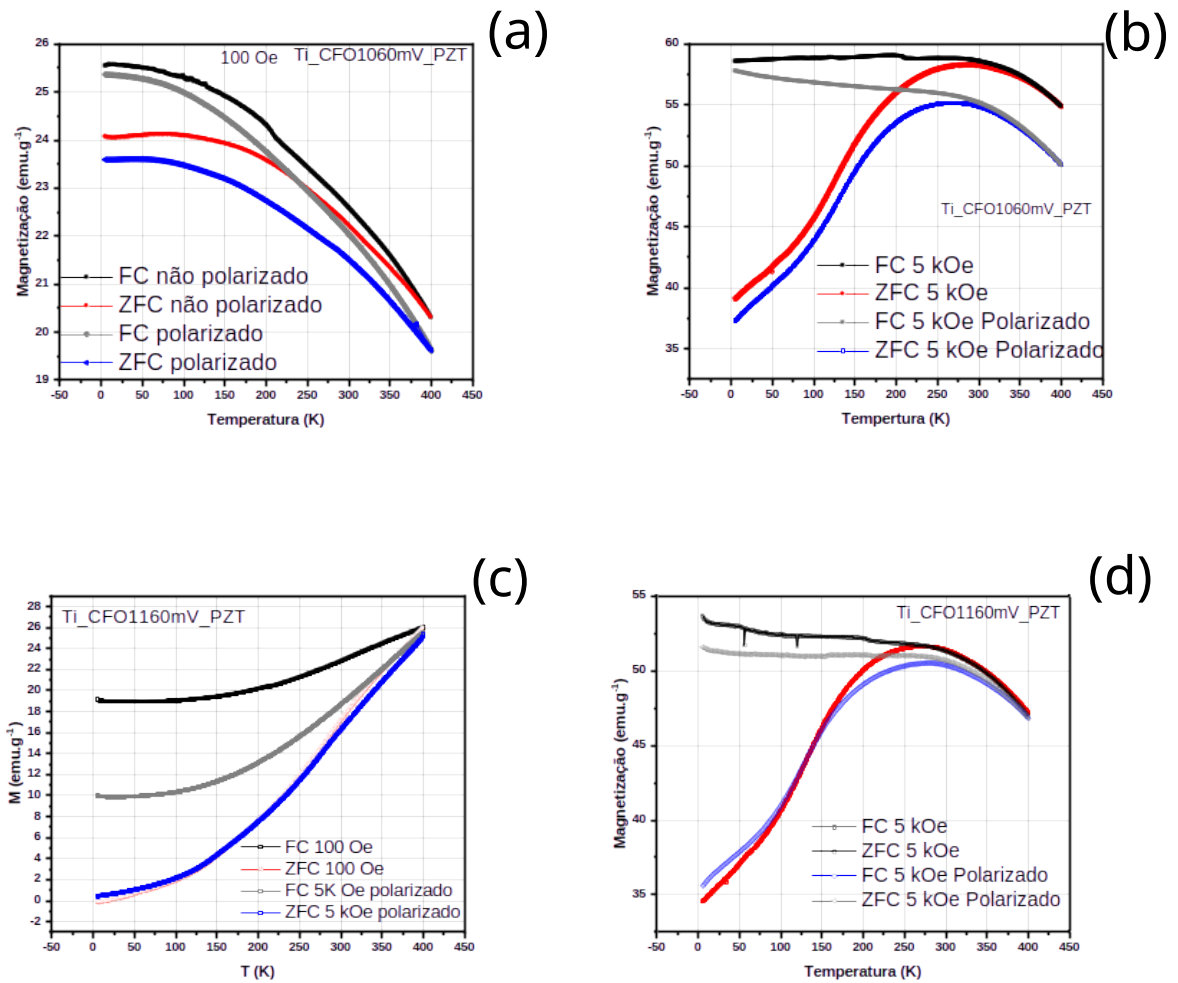 (a)
100 Oe Ti_CFO1060mV_PZT
26
25
24
23
22
21
20
19
Magnetização (emu.g⁻¹)
FC não polarizado
ZFC não polarizado
FC polarizado
ZFC polarizado
-50 0 50 100 150 200 250 300 350 400 450
Temperatura (K)
(b)
60
55
50
45
40
35
Magnetização (emu.g⁻¹)
Ti_CFO1060mV_PZT
FC 5 kOe
ZFC 5 kOe
FC 5 kOe Polarizado
ZFC 5 kOe Polarizado
-50 0 50 100 150 200 250 300 350 400 450
Tempertura (K)
(c)
Ti_CFO1160mV_PZT
28
26
24
22
20
18
16
14
12
10
8
6
4
2
0
-2
M (emu.g⁻¹)
FC 100 Oe
ZFC 100 Oe
FC 5K Oe polarizado
ZFC 5 kOe polarizado
-50 0 50 100 150 200 250 300 350 400 450
T (K)
(d)
Ti_CFO1160mV_PZT
55
50
45
40
35
Magnetização (emu.g⁻¹)
FC 5 kOe
ZFC 5 kOe
FC 5 kOe Polarizado
ZFC 5 kOe Polarizado
-50 0 50 100 150 200 250 300 350 400 450
Temperatura (K)